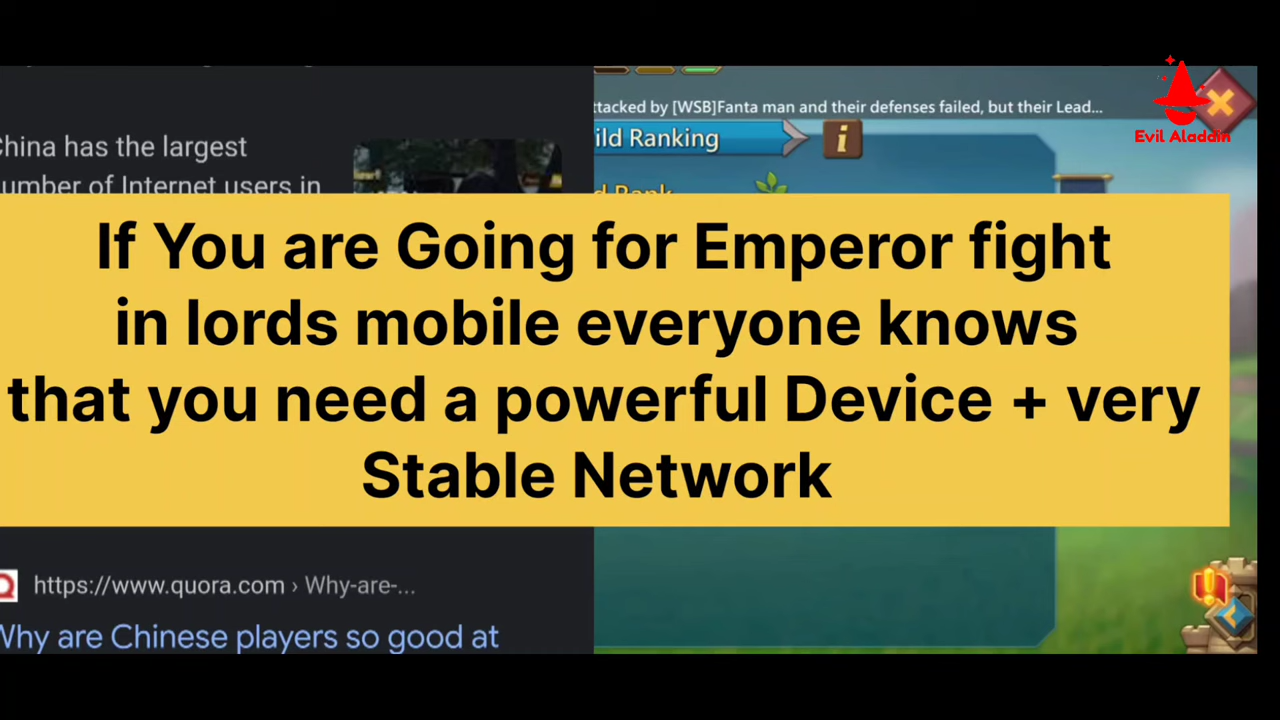 China has the largest
number of Internet users in
ttacked by [WSB]Fanta man and their defenses failed, but their Lead...
ild Ranking
Evil Aladdin
If You are Going for Emperor fight
in lords mobile everyone knows
that you need a powerful Device + very
Stable Network
https://www.quora.com › Why-are-...
Why are Chinese players so good at